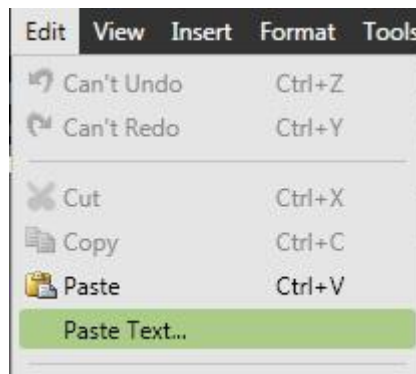 Edit View Insert Format Tools
Can't Undo Ctrl+Z
Can't Redo Ctrl+Y
Cut Ctrl+X
Copy Ctrl+C
Paste Ctrl+V
Paste Text...